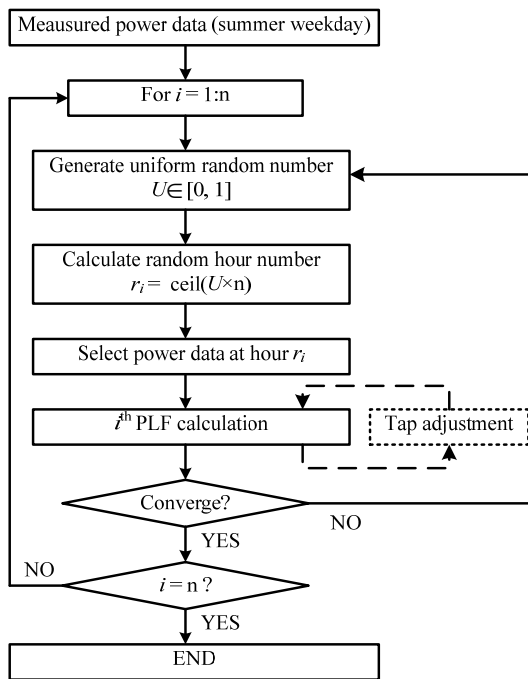 Meausured power data (summer weekday)
For i = 1:n
Generate uniform random number
U∈[0, 1]
Calculate random hour number
rᵢ = ceil(U×n)
Select power data at hour rᵢ
iᵗʰ PLF calculation
Tap adjustment
Converge?
NO
YES
NO
i = n ?
YES
END